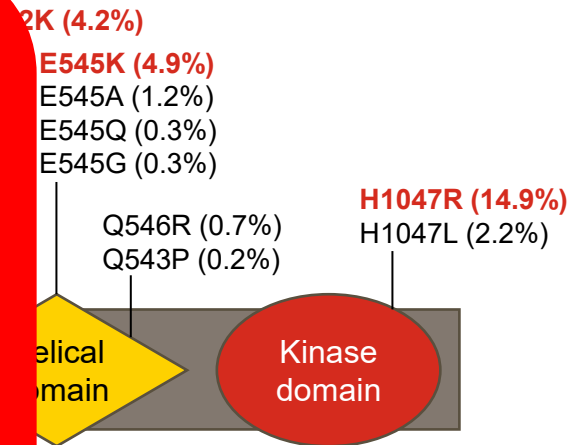 2K (4.2%)
E545K (4.9%)
E545A (1.2%)
E545Q (0.3%)
E545G (0.3%)
H1047R (14.9%)
H1047L (2.2%)
Q546R (0.7%)
Q543P (0.2%)
elical
main
Kinase
domain